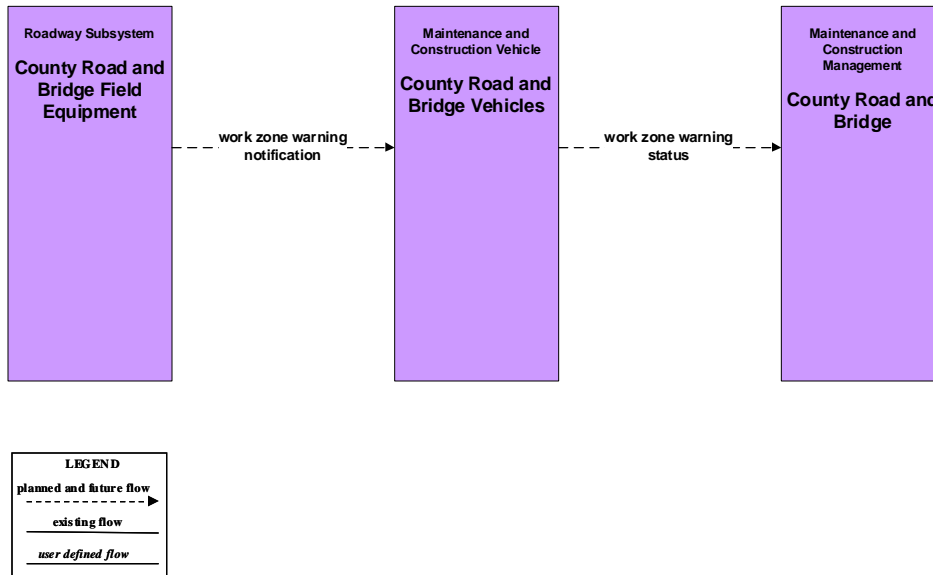 Roadway Subsystem
County Road and
Bridge Field
Equipment
Maintenance and
Construction Vehicle
County Road and
Bridge Vehicles
Maintenance and
Construction
Management
County Road and
Bridge
work zone warning
notification
work zone warning
status
LEGEND
planned and future flow
existing flow
user defined flow